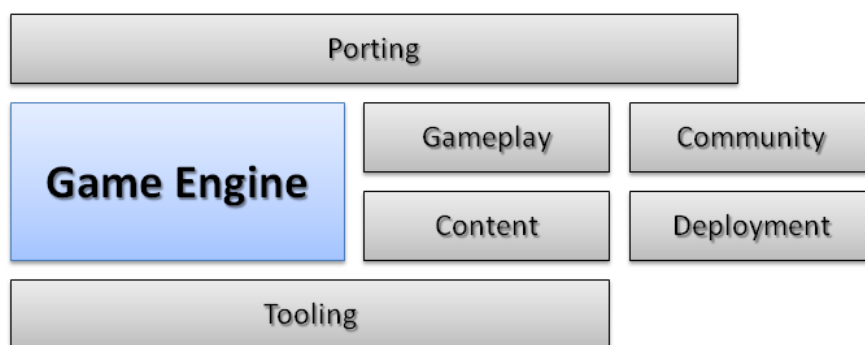 Porting
Game Engine
Gameplay
Community
Content
Deployment
Tooling